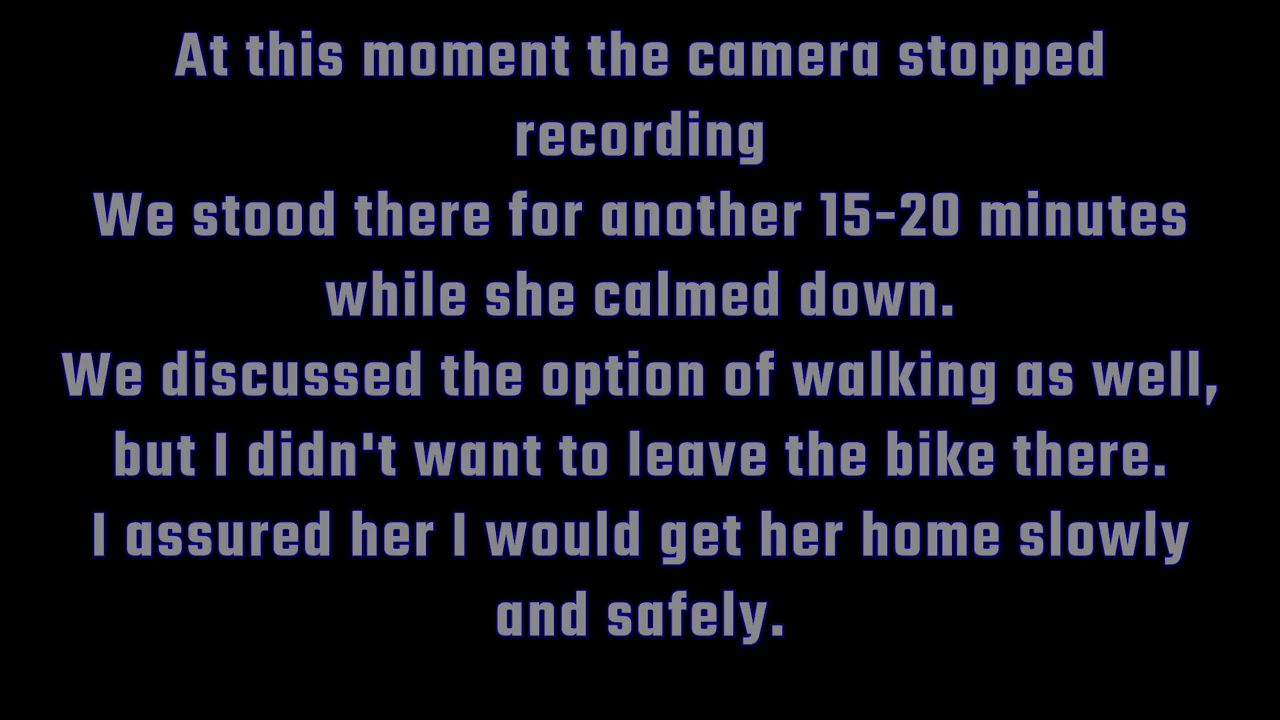 At this moment the camera stopped
recording
We stood there for another 15-20 minutes
while she calmed down.
We discussed the option of walking as well,
but I didn't want to leave the bike there.
I assured her I would get her home slowly
and safely.